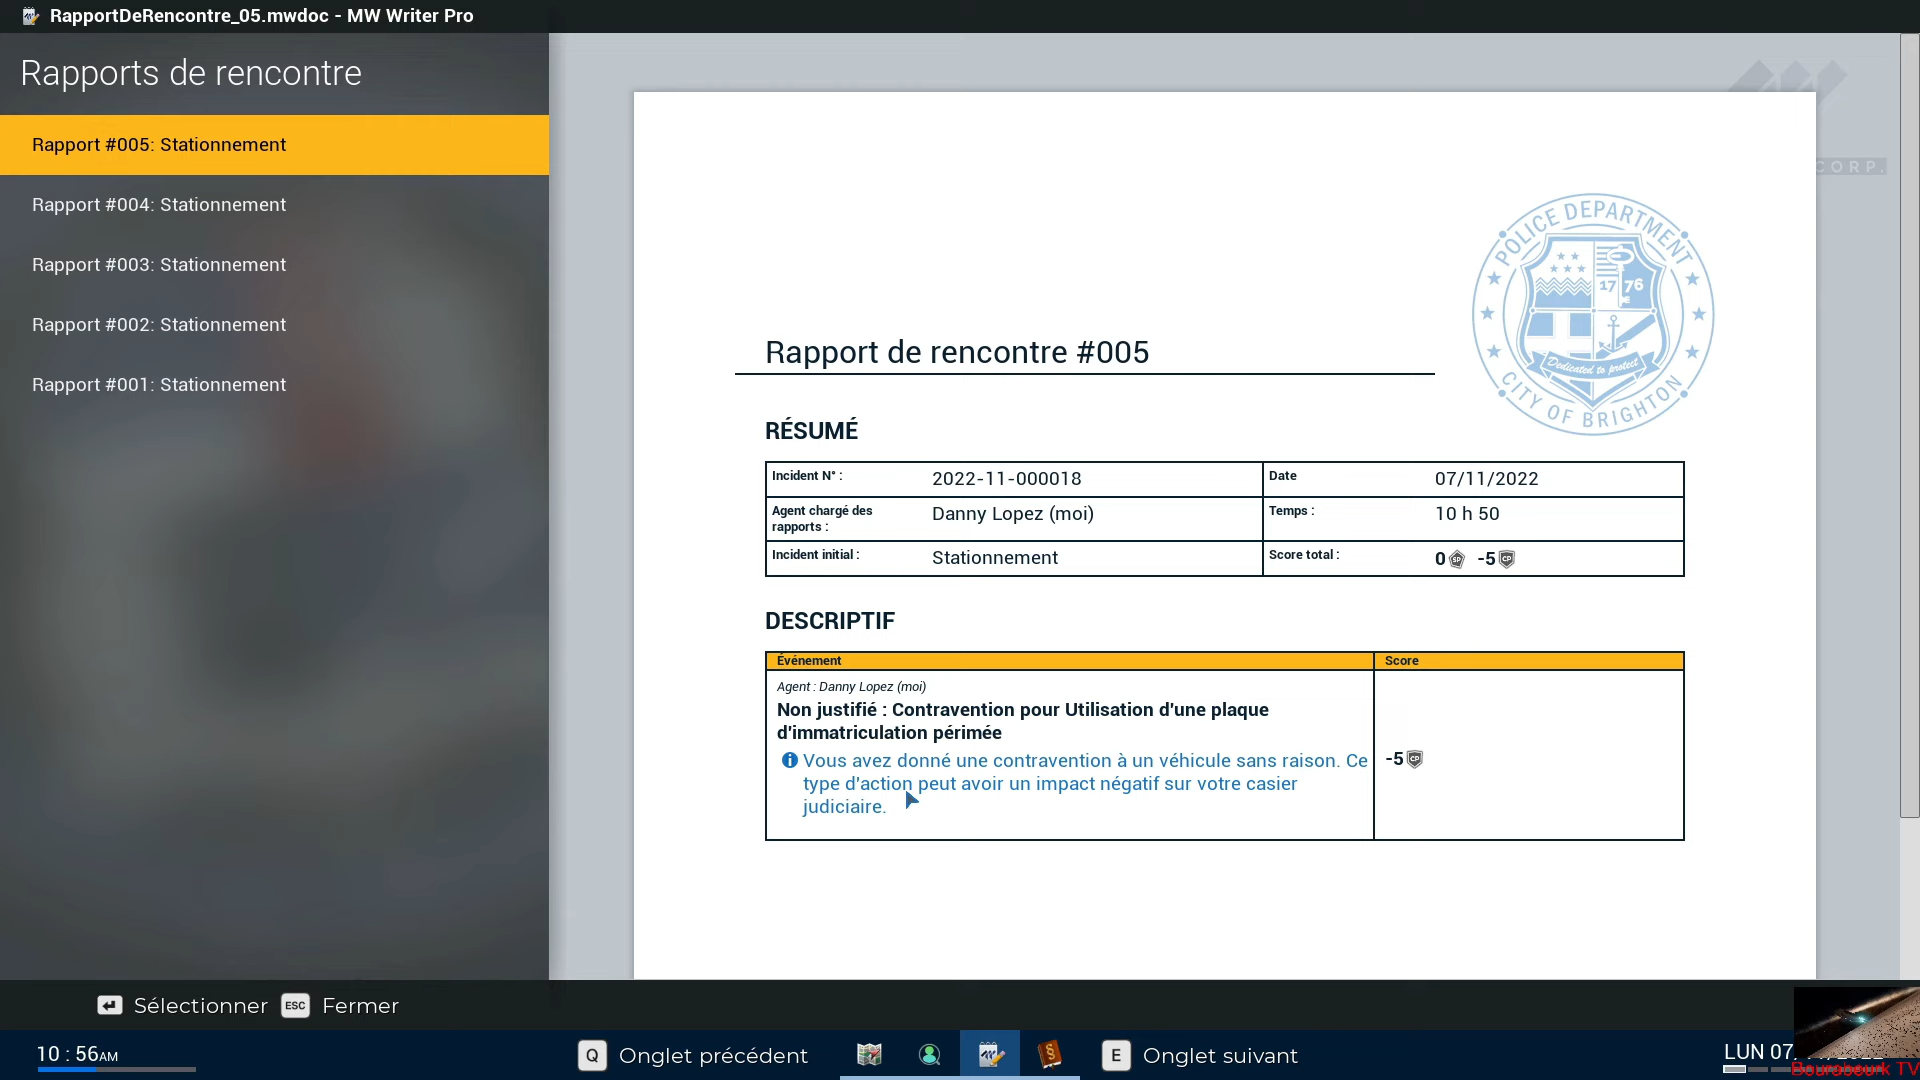 RapportDeRencontre_05.mwdoc - MW Writer Pro
Rapports de rencontre
Rapport #005: Stationnement
Rapport #004: Stationnement
Rapport #003: Stationnement
Rapport #002: Stationnement
Rapport #001: Stationnement
CORP.
POLICE DEPARTMENT
17 76
Dedicated to protect
CITY OF BRIGHTON
Rapport de rencontre #005
RÉSUMÉ
Incident N° : 2022-11-000018 Date 07/11/2022
Agent chargé des rapports : Danny Lopez (moi) Temps : 10 h 50
Incident initial : Stationnement Score total : 0 SP -5 CP
DESCRIPTIF
Événement Score
Agent : Danny Lopez (moi)
Non justifié : Contravention pour Utilisation d'une plaque
d'immatriculation périmée
Vous avez donné une contravention à un véhicule sans raison. Ce
type d'action peut avoir un impact négatif sur votre casier
judiciaire.
-5 CP
Sélectionner ESC Fermer
10 : 56AM
Q Onglet précédent
E Onglet suivant
LUN 07
Bourobourk TV